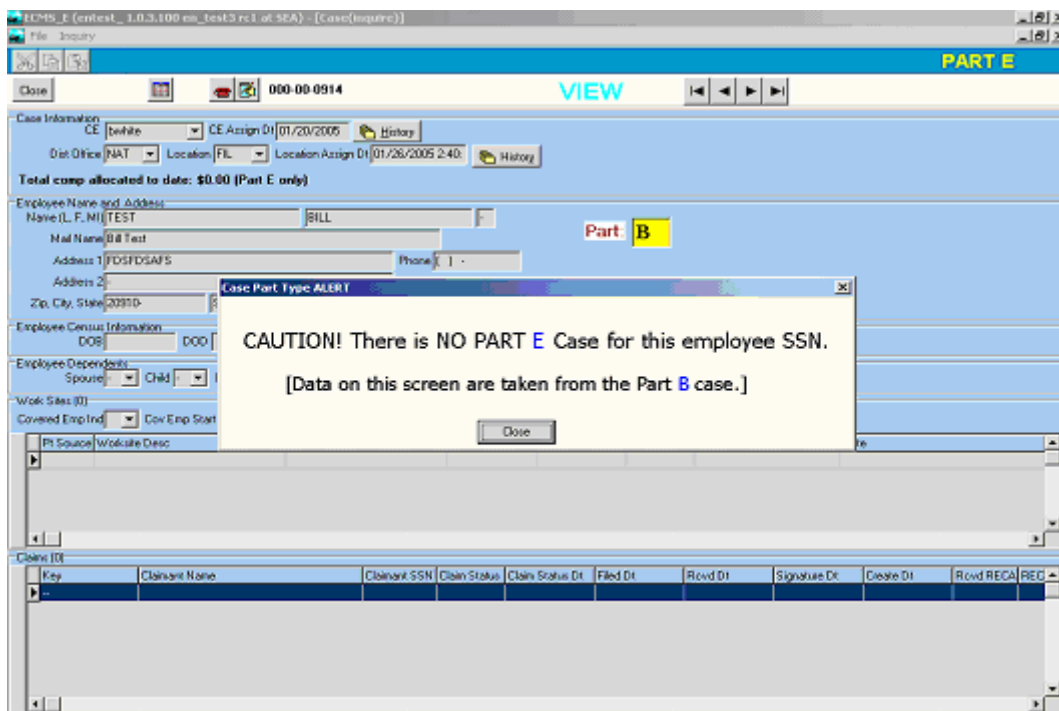 ECMS_E (entest_ 1.0.3.100 en_test3 rc1 at SEA) - [Case(inquire)]
File Inquiry
PART E
Close 000-00-0914 VIEW
Case Information
CE bwhite CE Assign Dt 01/20/2005 History
Dist Office NAT Location FIL Location Assign Dt 01/26/2005 2:40: History
Total comp allocated to date: $0.00 (Part E only)
Employee Name and Address
Name (L, F, MI) TEST BILL -
Part: B
Mail Name Bill Test
Address 1 FDSFDSAFS Phone ( ) -
Address 2 -
Zip, City, State 20910-
Case Part Type ALERT
CAUTION! There is NO PART E Case for this employee SSN.
[Data on this screen are taken from the Part B case.]
Close
Employee Census Information
DOB DOD
Employee Dependents
Spouse - Child -
Work Sites (0)
Covered Emp Ind Cov Emp Start
Pt Source Worksite Desc
Claims (0)
Key Claimant Name Claimant SSN Claim Status Claim Status Dt Filed Dt Rcvd Dt Signature Dt Create Dt Rcvd RECA REC
--